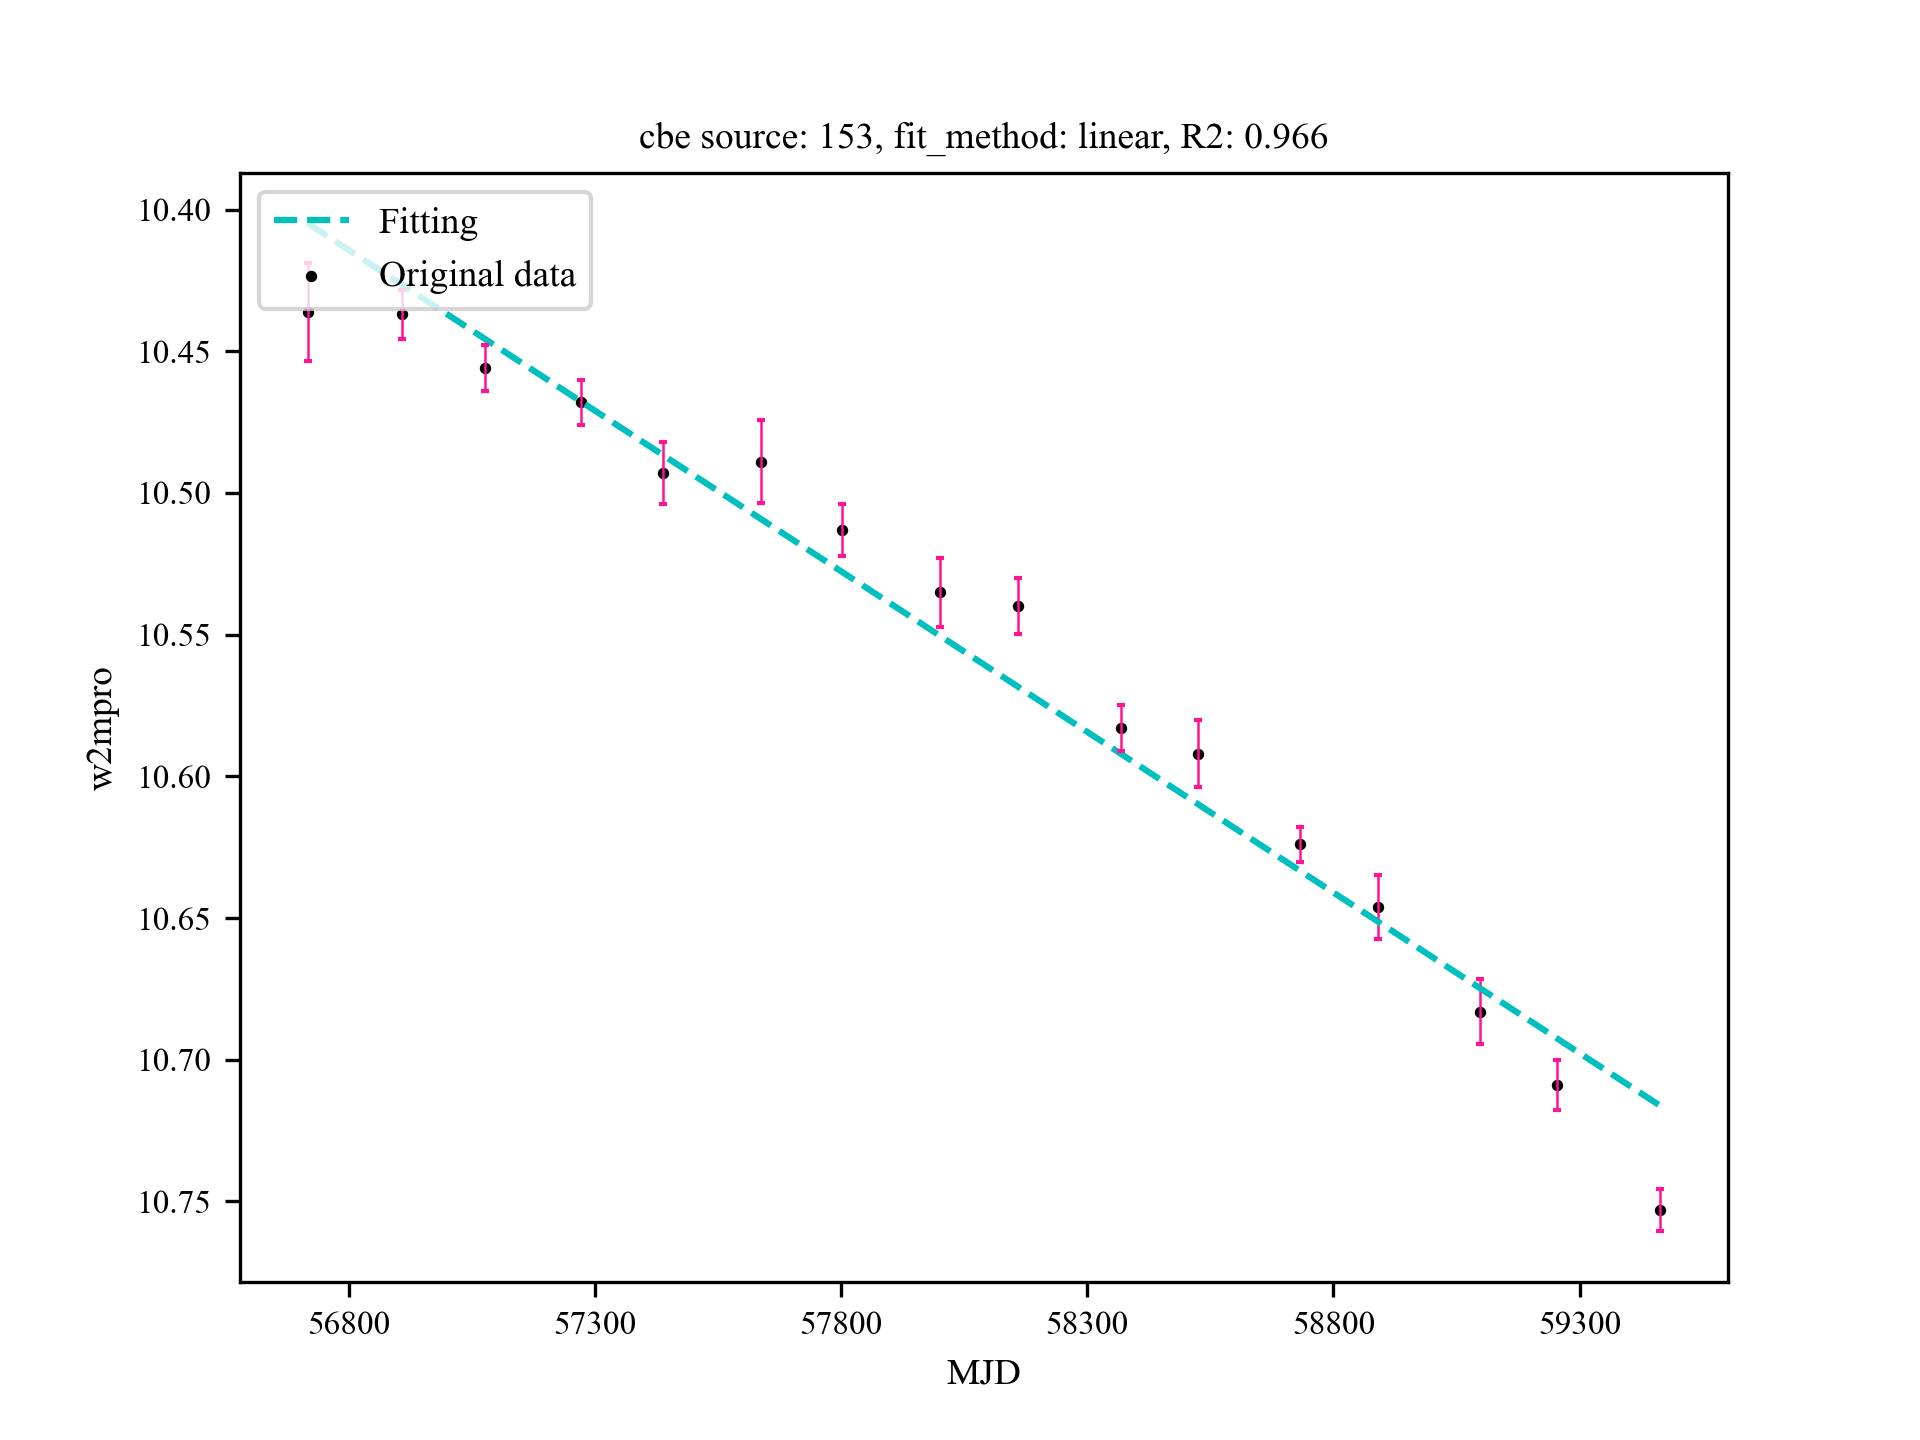 cbe source: 153, fit_method: linear, R2: 0.966
Fitting
Original data
10.40
10.45
10.50
10.55
10.60
10.65
10.70
10.75
w2mpro
56800 57300 57800 58300 58800 59300
MJD